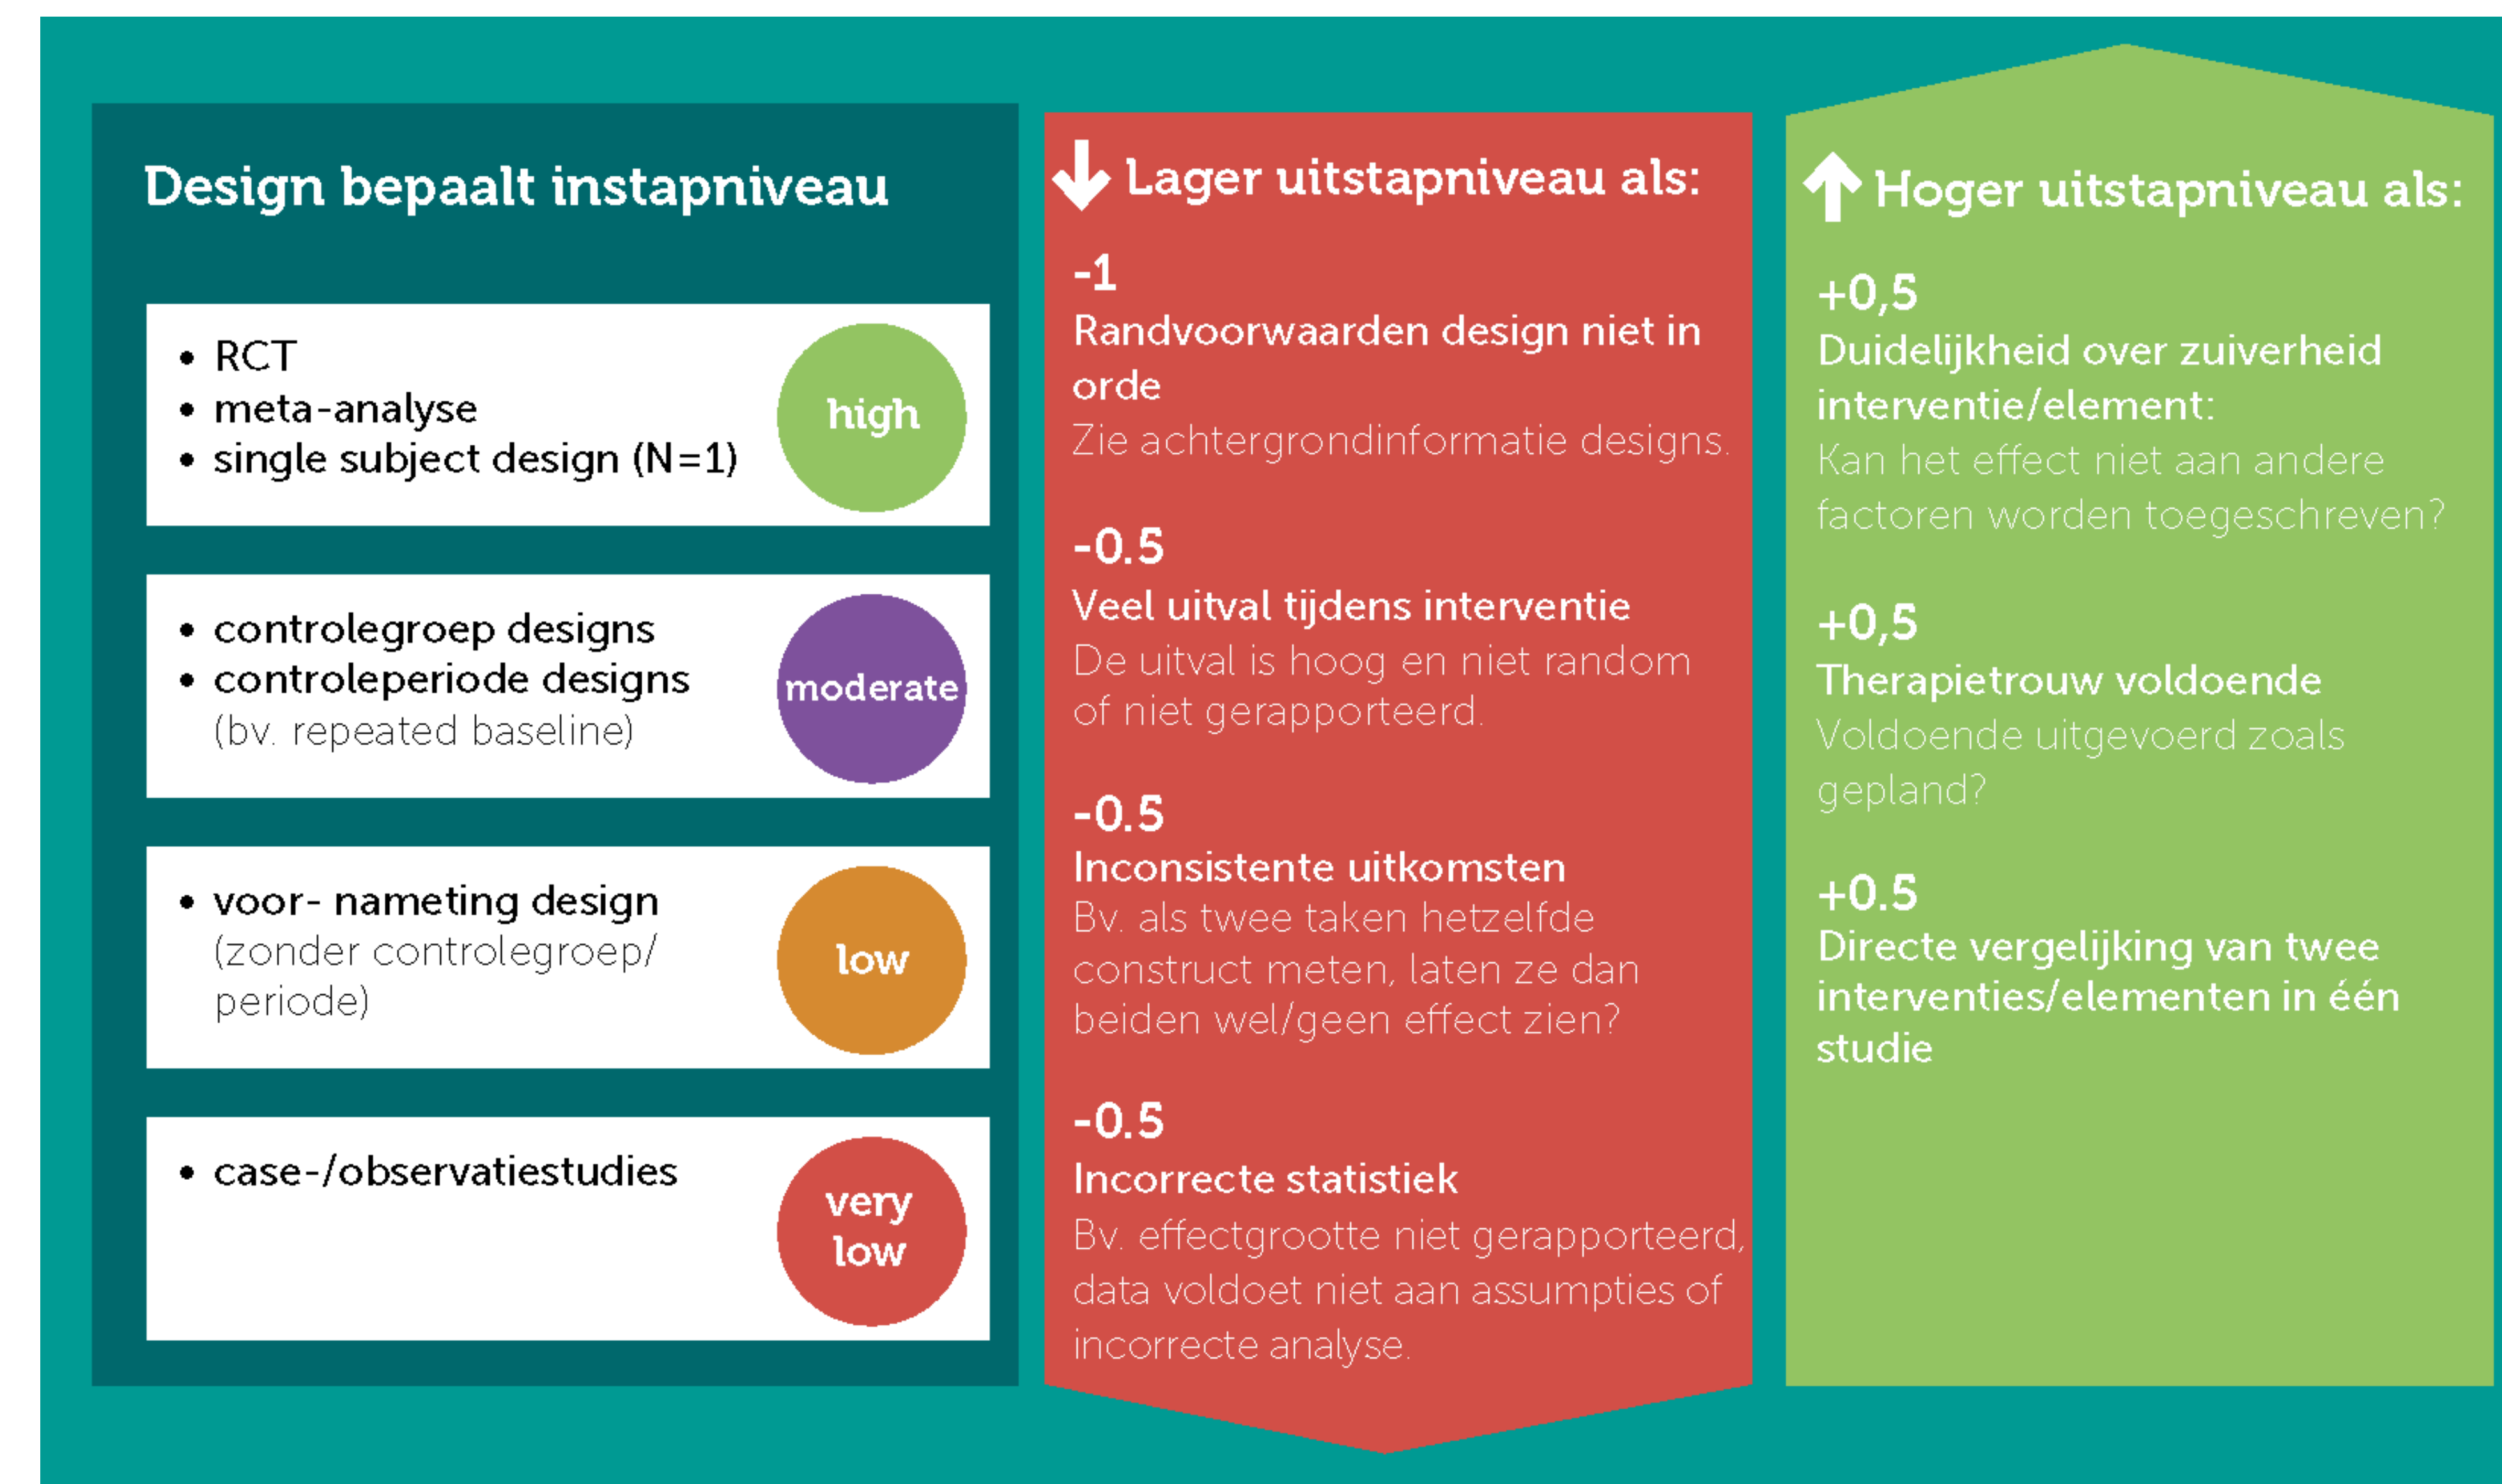 Design bepaalt instapniveau
• RCT
• meta-analyse
• single subject design (N=1)
high
• controlegroep designs
• controleperiode designs
(bv. repeated baseline)
moderate
• voor- nameting design
(zonder controlegroep/
periode)
low
• case-/observatiestudies
very
low
Lager uitstapniveau als:
-1
Randvoorwaarden design niet in
orde
Zie achtergrondinformatie designs.
-0.5
Veel uitval tijdens interventie
De uitval is hoog en niet random
of niet gerapporteerd.
-0.5
Inconsistente uitkomsten
Bv. als twee taken hetzelfde
construct meten, laten ze dan
beiden wel/geen effect zien?
-0.5
Incorrecte statistiek
Bv. effectgrootte niet gerapporteerd,
data voldoet niet aan assumpties of
incorrecte analyse.
Hoger uitstapniveau als:
+0,5
Duidelijkheid over zuiverheid
interventie/element:
Kan het effect niet aan andere
factoren worden toegeschreven?
+0,5
Therapietrouw voldoende
Voldoende uitgevoerd zoals
gepland?
+0.5
Directe vergelijking van twee
interventies/elementen in één
studie